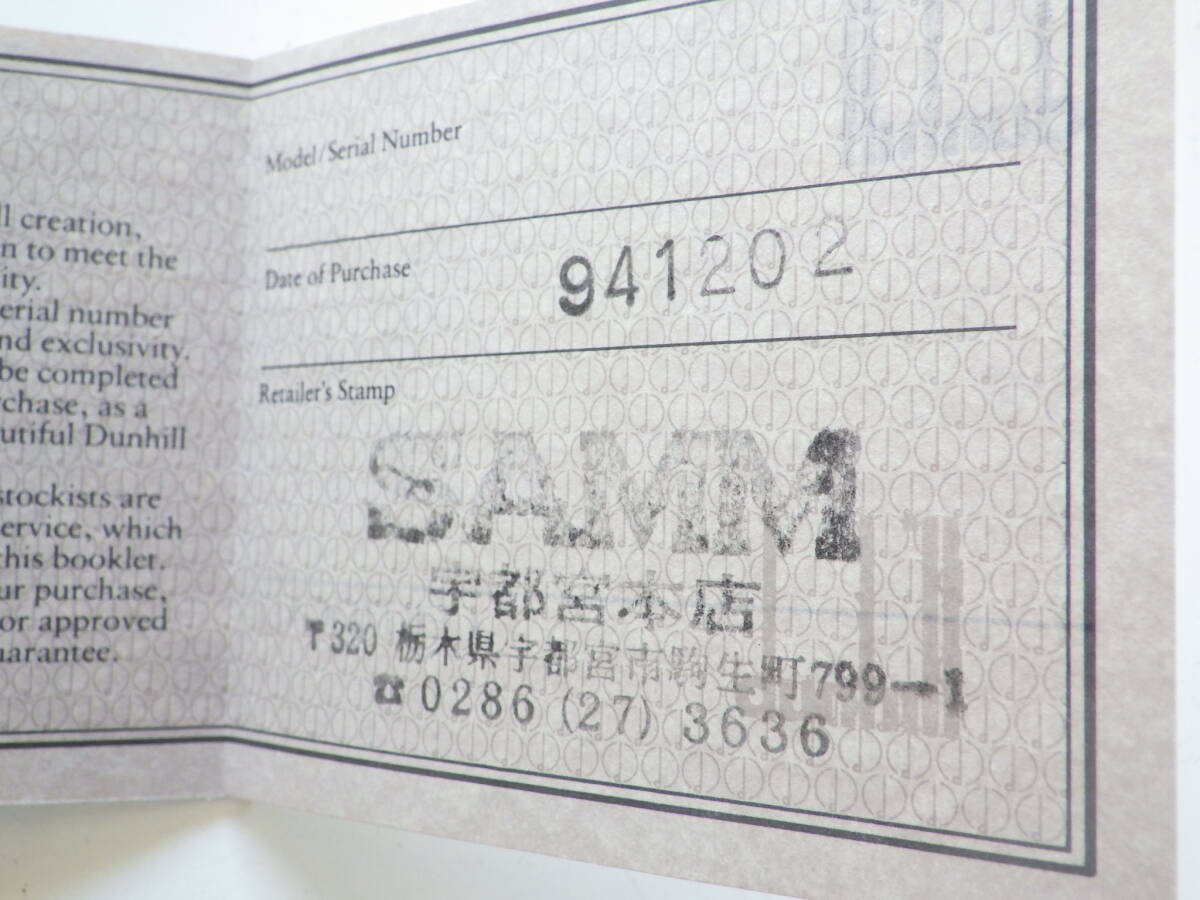 ll creation,
n to meet the
ity.
erial number
nd exclusivity.
be completed
chase, as a
utiful Dunhill
stockists are
ervice, which
this booklet.
ur purchase,
or approved
arantee.
Model/Serial Number
Date of Purchase
941202
Retailer's Stamp
SAMM
宇都宮本店
〒320 栃木県宇都宮市駒生町799-1
☎0286(27)3636